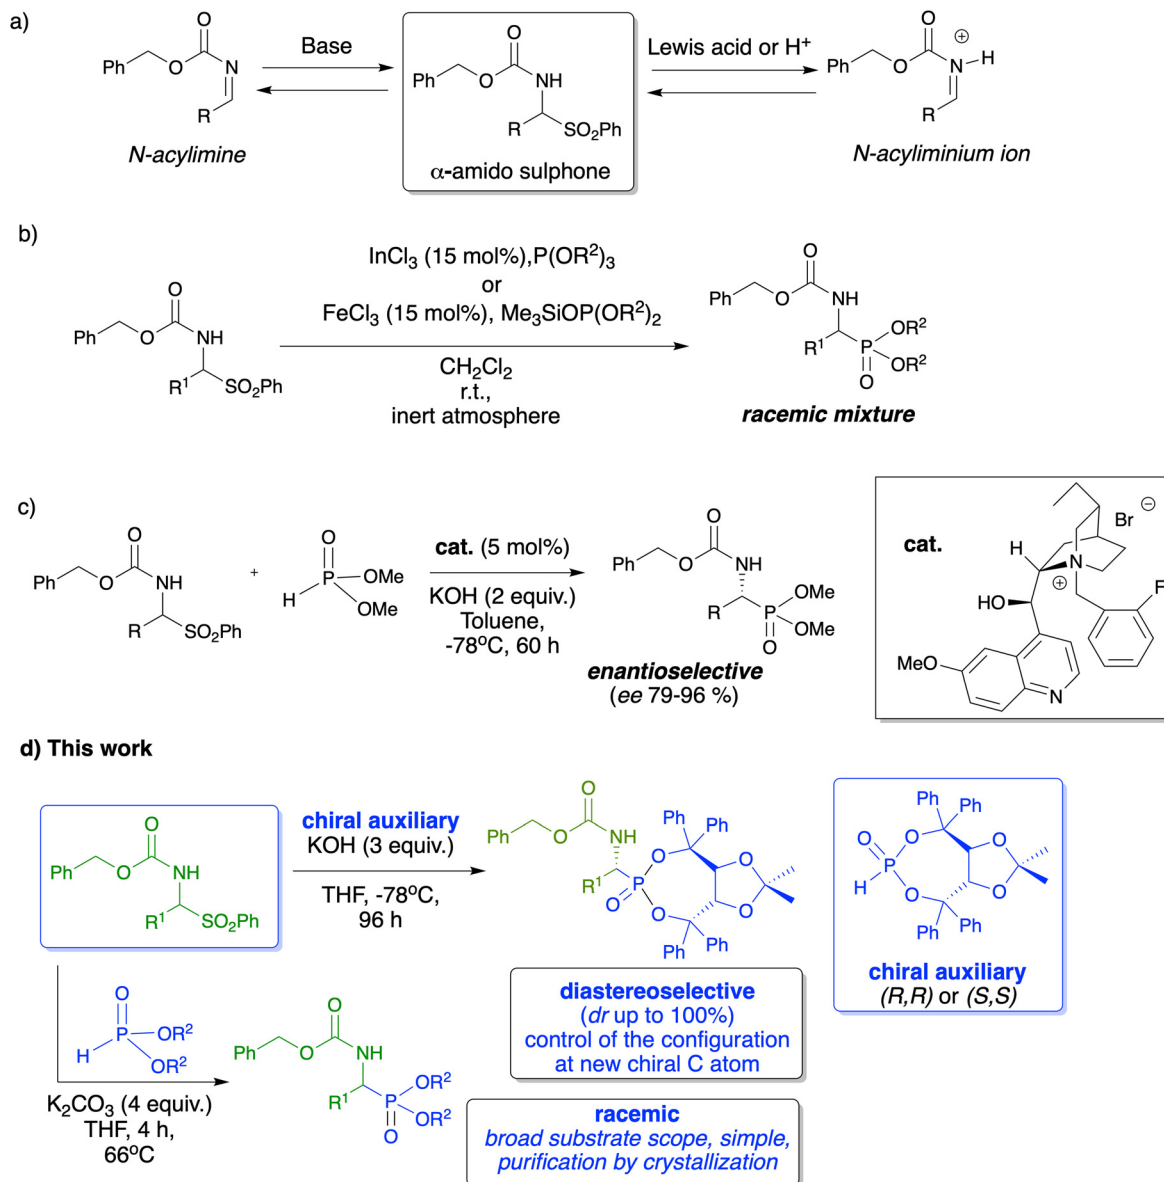 a)
Ph
O
O
N
R
N-acylimine
Base
Ph
O
O
NH
R
SO₂Ph
α-amido sulphone
Lewis acid or H⁺
Ph
O
O
N
⊕
H
R
N-acyliminium ion
b)
Ph
O
O
NH
R¹
SO₂Ph
InCl₃ (15 mol%),P(OR²)₃
or
FeCl₃ (15 mol%), Me₃SiOP(OR²)₂
CH₂Cl₂
r.t.,
inert atmosphere
Ph
O
O
NH
R¹
P
OR²
OR²
O
racemic mixture
c)
Ph
O
O
NH
R
SO₂Ph
+
O
H
P
OMe
OMe
cat. (5 mol%)
KOH (2 equiv.)
Toluene,
-78ºC, 60 h
Ph
O
O
NH
R
P
OMe
OMe
O
enantioselective
(ee 79-96 %)
cat.
Br
⊖
H
N
⊕
HO
F
MeO
N
d) This work
Ph
O
O
NH
R¹
SO₂Ph
chiral auxiliary
KOH (3 equiv.)
THF, -78ºC,
96 h
Ph
O
O
NH
R¹
P
O
O
O
Ph
Ph
O
O
Ph
Ph
Ph
Ph
O
O
H
P
O
O
O
Ph
Ph
chiral auxiliary
(R,R) or (S,S)
diastereoselective
(dr up to 100%)
control of the configuration
at new chiral C atom
O
H
P
OR²
OR²
K₂CO₃ (4 equiv.)
THF, 4 h,
66ºC
Ph
O
O
NH
R¹
P
OR²
OR²
O
racemic
broad substrate scope, simple,
purification by crystallization